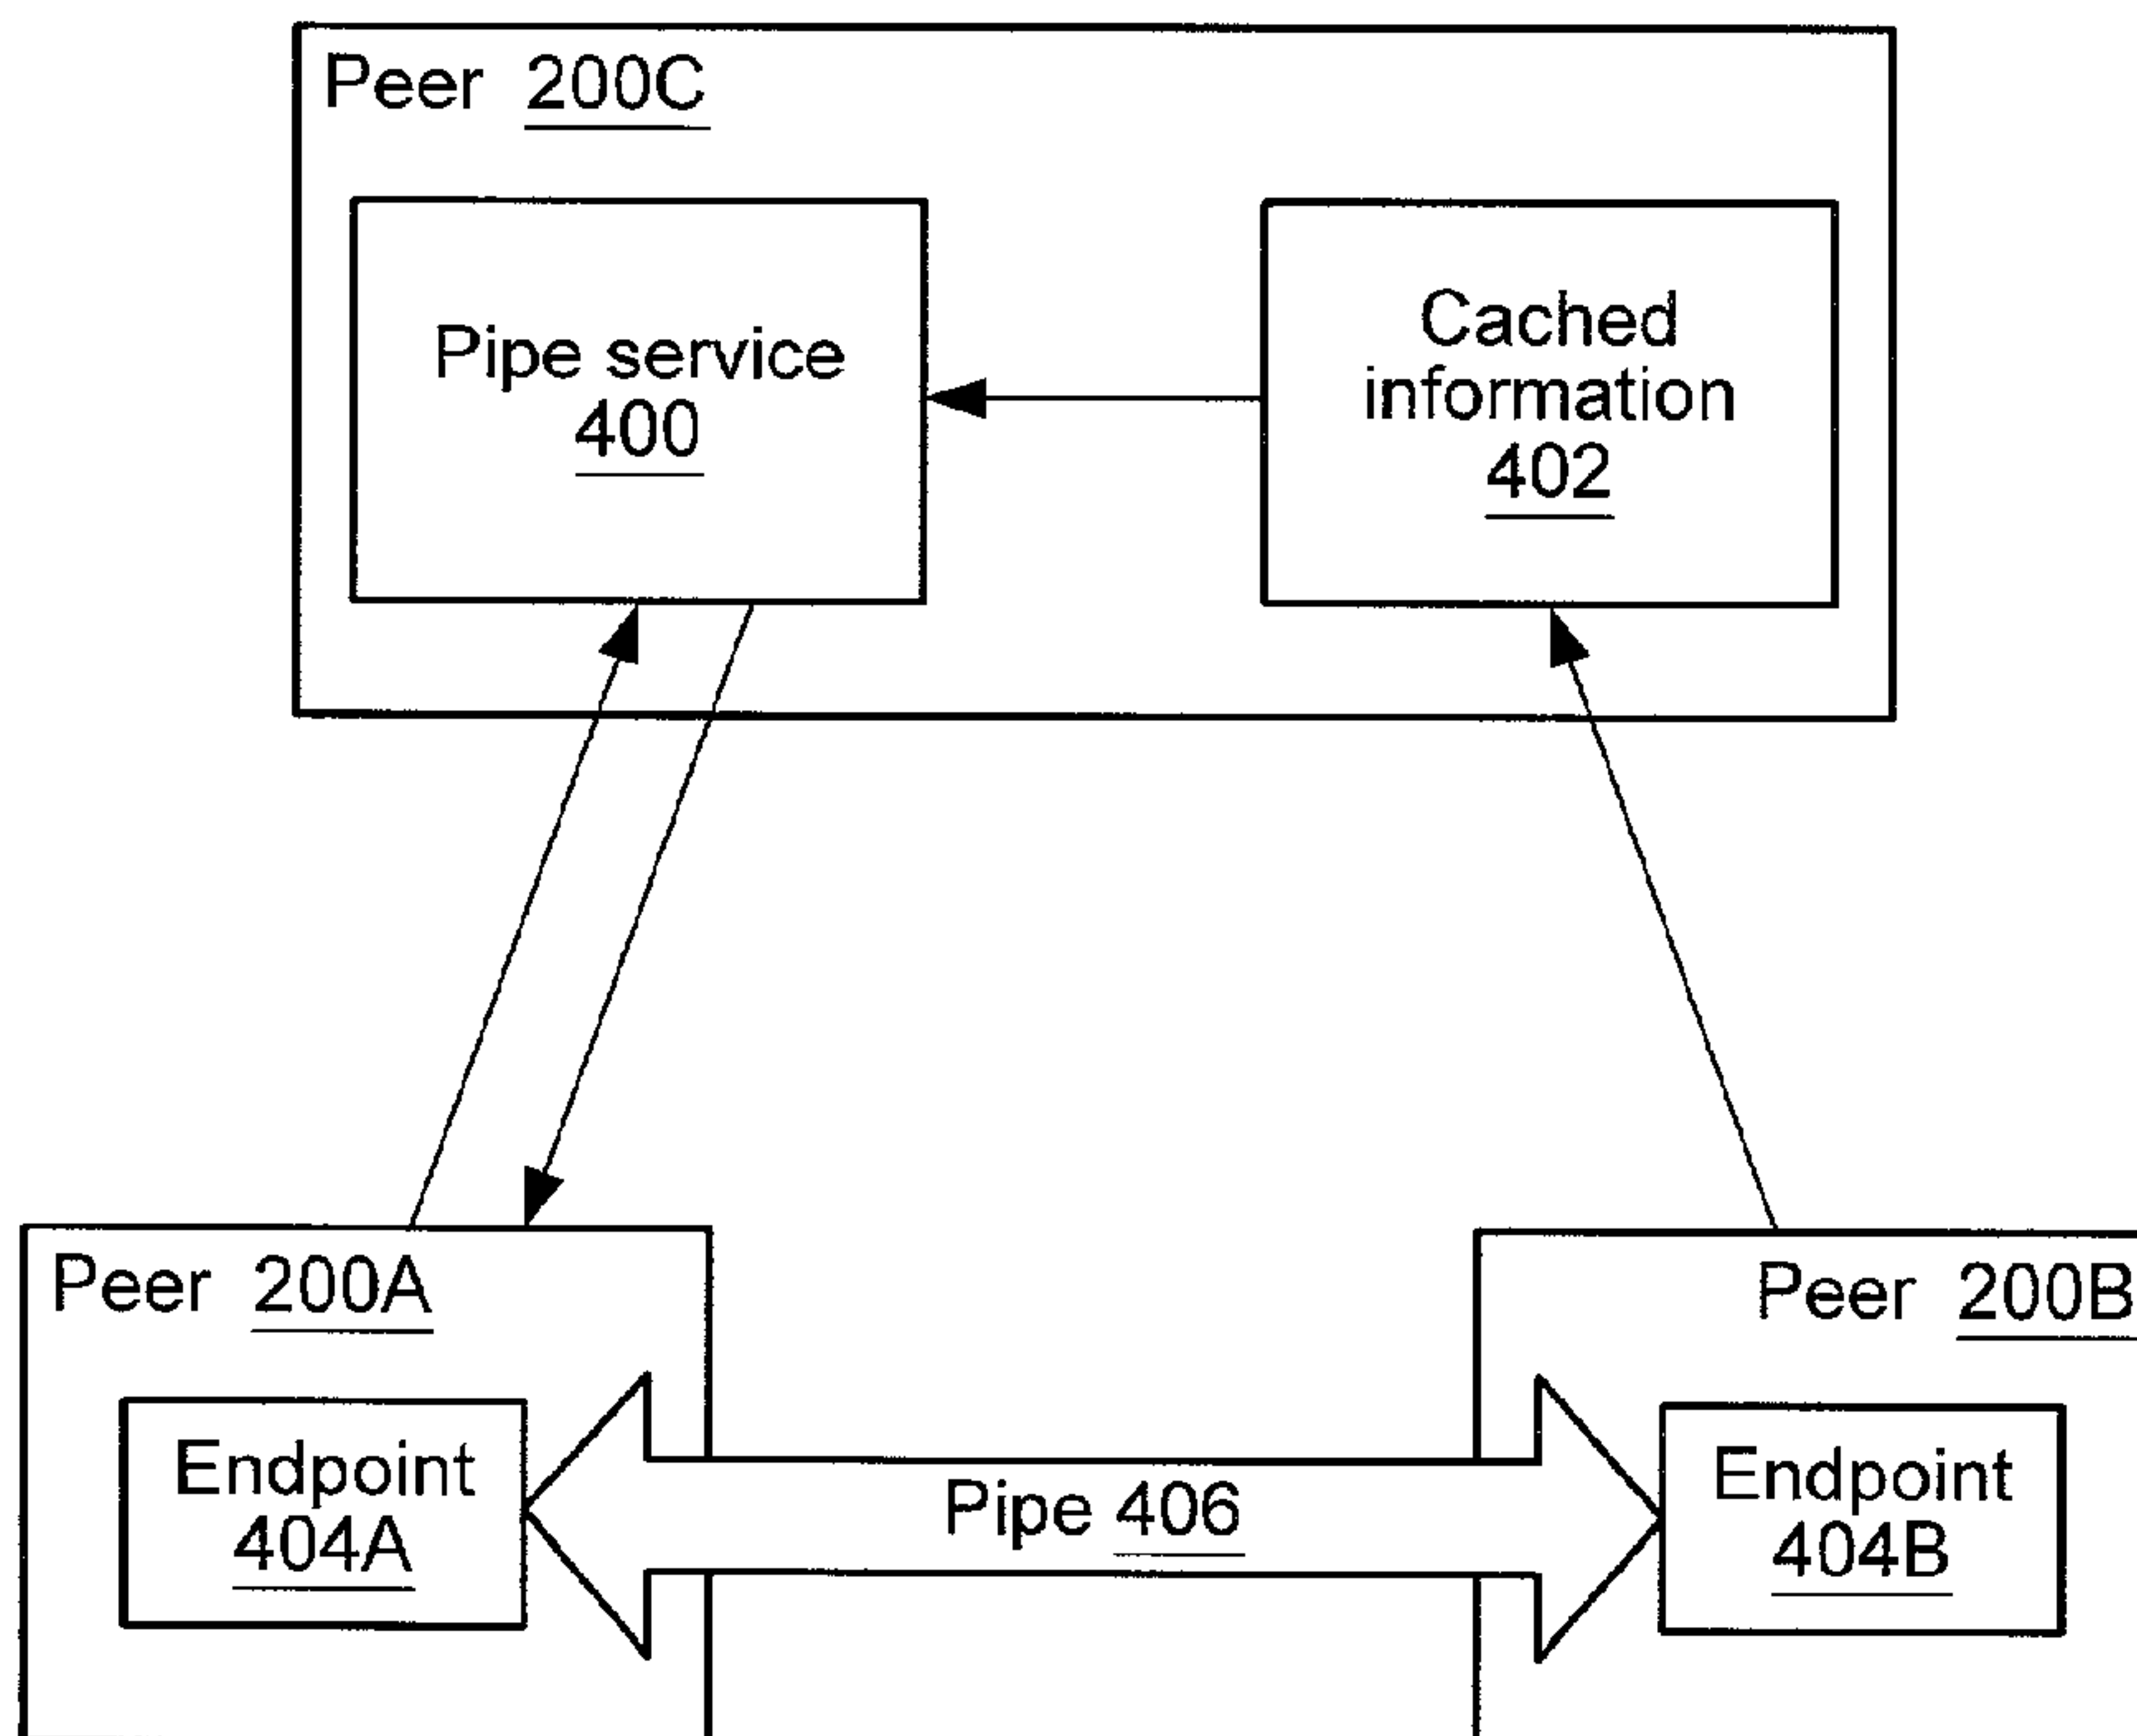 Peer 200C
Pipe service
400
Cached
information
402
Peer 200A
Peer 200B
Endpoint
404A
Pipe 406
Endpoint
404B